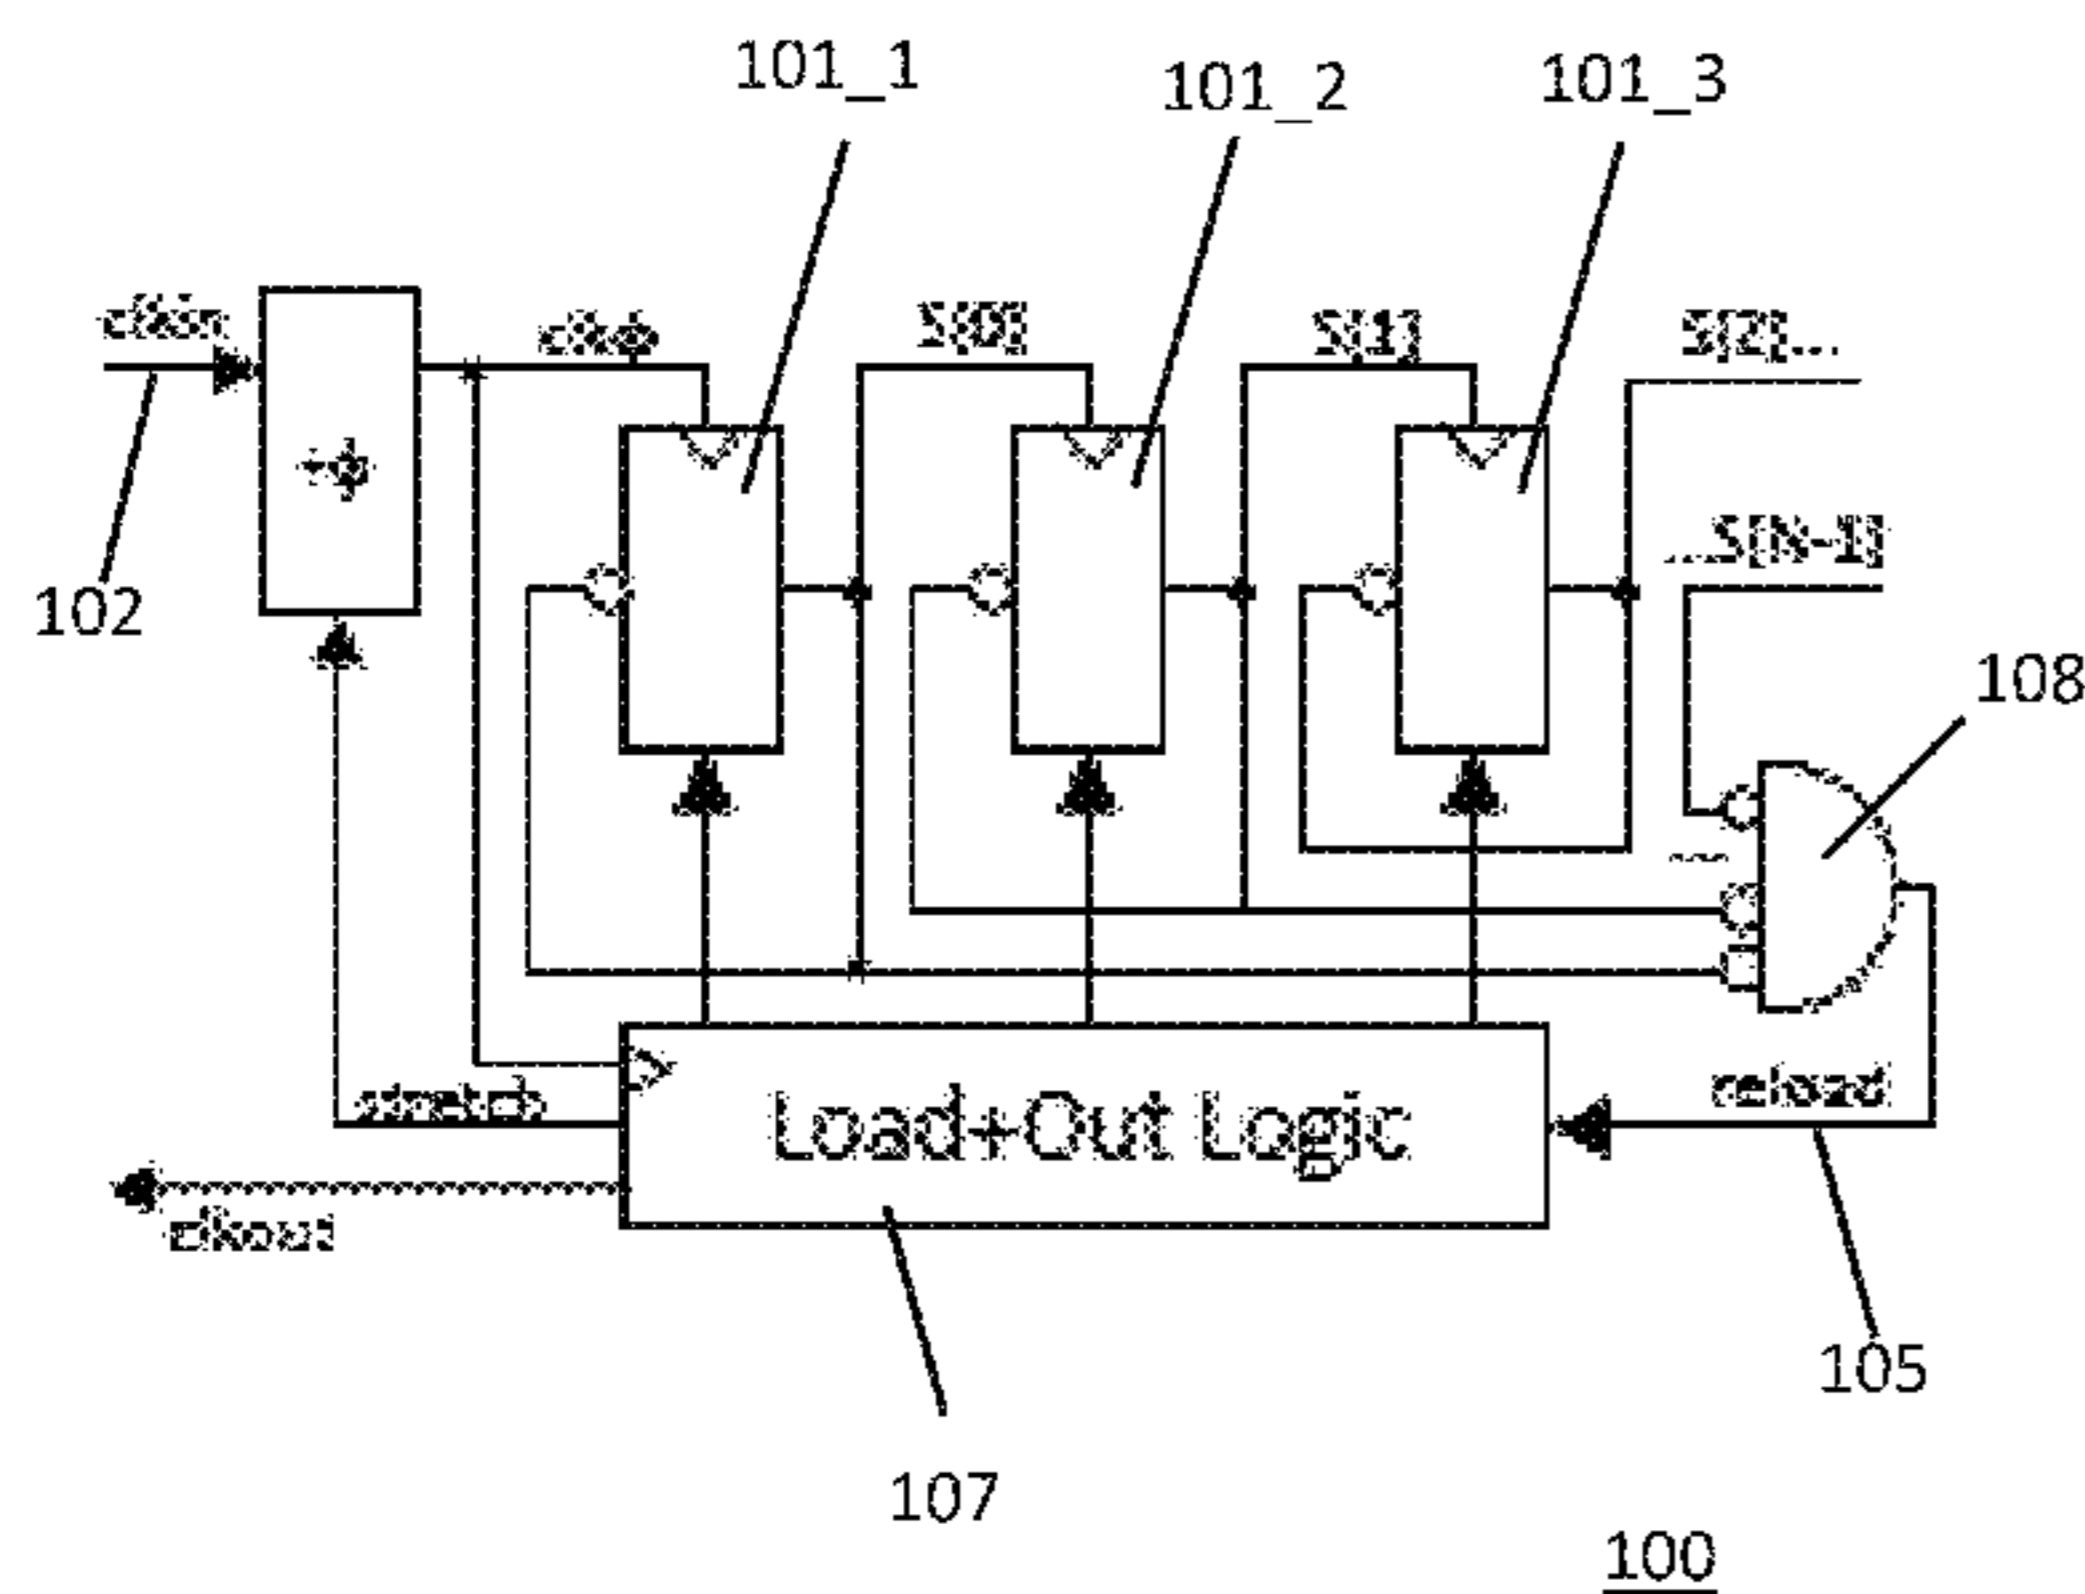 101_1
101_2
101_3
clkin
clkφ
S[0]
S[1]
S[2]...
...S[N-1]
102
108
...
stretch
Load+Out Logic
reload
clkout
105
107
100